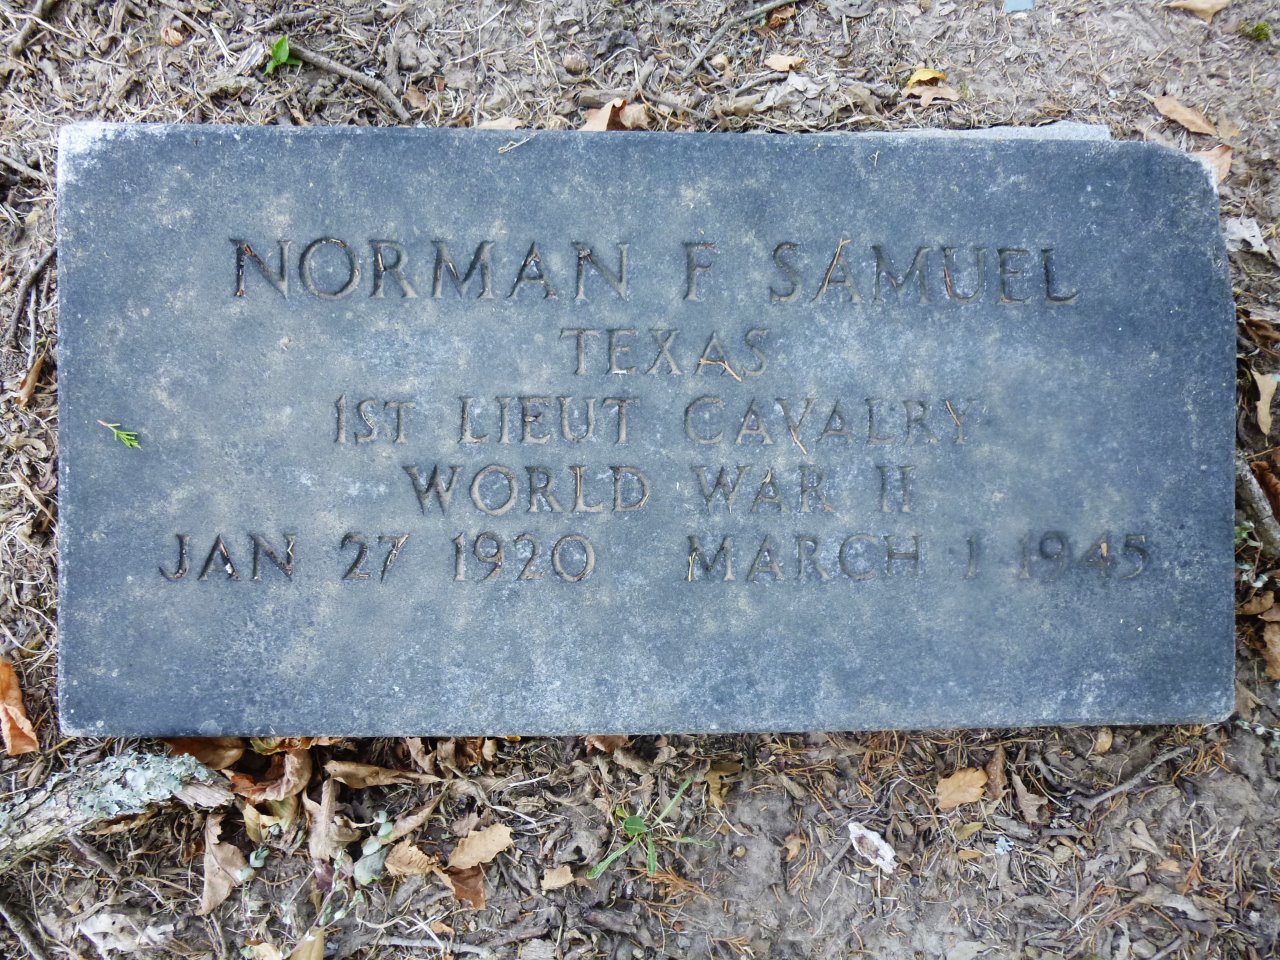 NORMAN F SAMUEL
TEXAS
1ST LIEUT CAVALRY
WORLD WAR II
JAN 27 1920 MARCH 1 1945